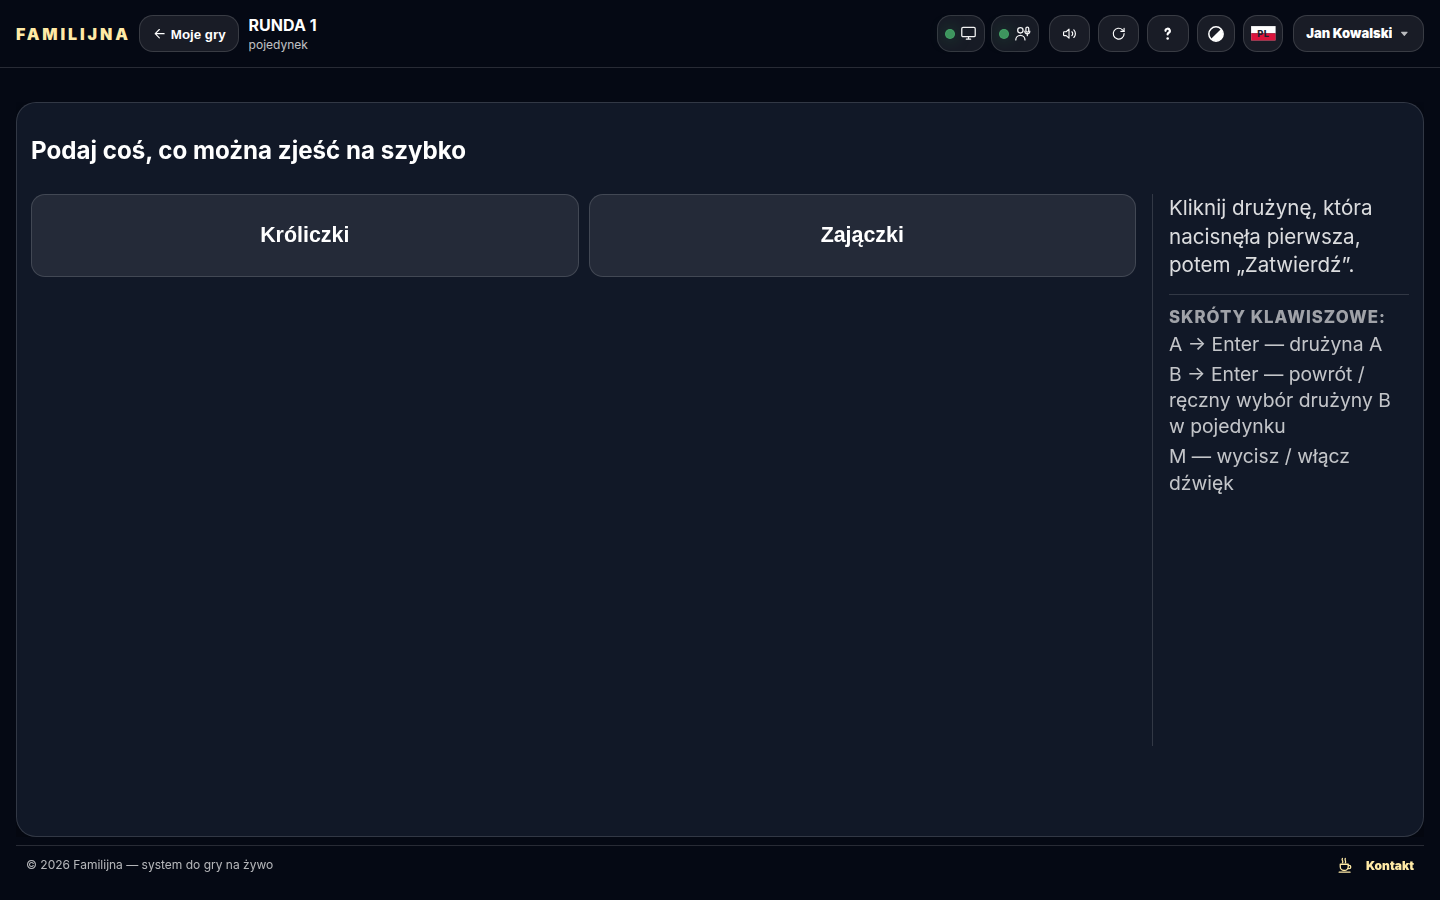 FAMILIJNA
← Moje gry
RUNDA 1
pojedynek
?
PL
Jan Kowalski
Podaj coś, co można zjeść na szybko
Króliczki
Zajączki
Kliknij drużynę, która
nacisnęła pierwsza,
potem „Zatwierdź”.
SKRÓTY KLAWISZOWE:
A → Enter — drużyna A
B → Enter — powrót /
ręczny wybór drużyny B
w pojedynku
M — wycisz / włącz
dźwięk
© 2026 Familijna — system do gry na żywo
Kontakt